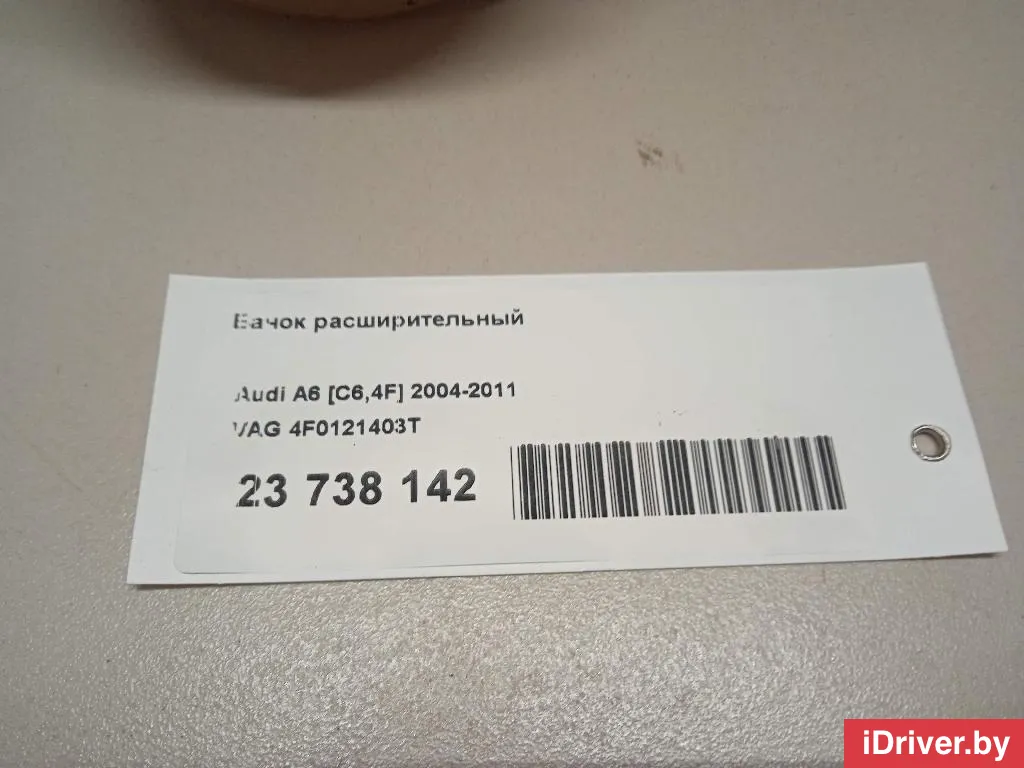 Бачок расширительный
Audi A6 [C6,4F] 2004-2011
VAG 4F0121403T
23 738 142
iDriver.by